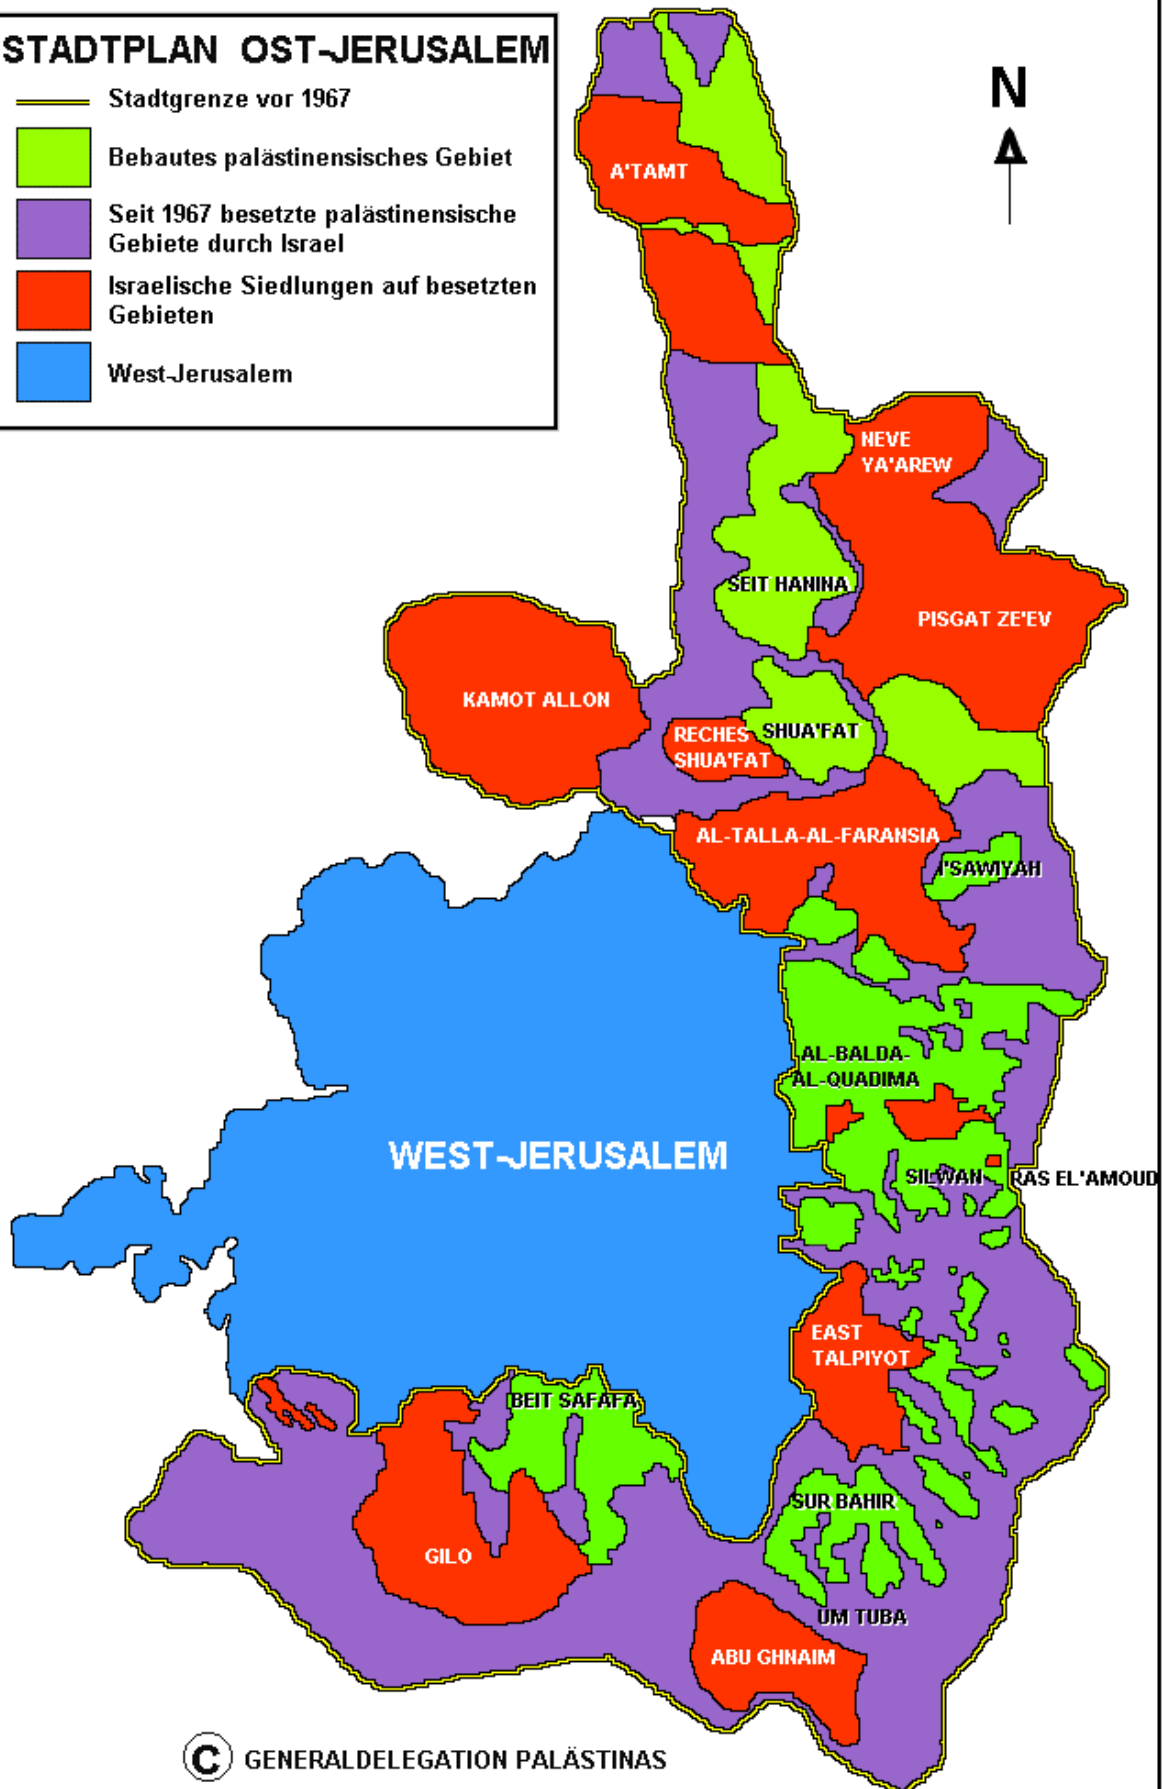 STADTPLAN OST-JERUSALEM
Stadtgrenze vor 1967
Bebautes palästinensisches Gebiet
Seit 1967 besetzte palästinensische
Gebiete durch Israel
Israelische Siedlungen auf besetzten
Gebieten
West-Jerusalem
N
A'TAMT
NEVE
YA'AREW
SEIT HANINA
PISGAT ZE'EV
KAMOT ALLON
RECHES
SHUA'FAT
SHUA'FAT
AL-TALLA-AL-FARANSIA
I'SAWIYAH
AL-BALDA-
AL-QUADIMA
WEST-JERUSALEM
SILWAN
RAS EL'AMOUD
EAST
TALPIYOT
BEIT SAFAFA
SUR BAHIR
GILO
UM TUBA
ABU GHNAIM
C GENERALDELEGATION PALÄSTINAS